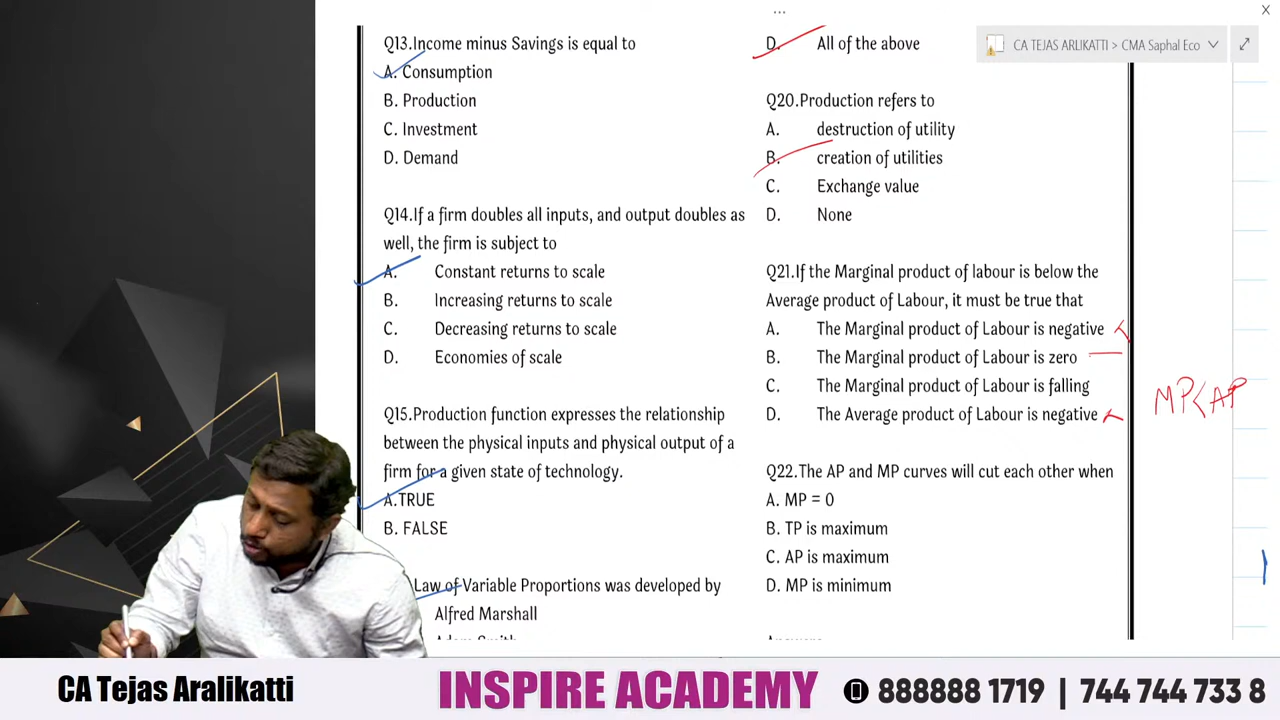 ...
X
CA TEJAS ARLIKATTI > CMA Saphal Eco
Q13.Income minus Savings is equal to
A. Consumption
B. Production
C. Investment
D. Demand
Q14.If a firm doubles all inputs, and output doubles as
well, the firm is subject to
A. Constant returns to scale
B. Increasing returns to scale
C. Decreasing returns to scale
D. Economies of scale
Q15.Production function expresses the relationship
between the physical inputs and physical output of a
firm for a given state of technology.
A.TRUE
B. FALSE
Law of Variable Proportions was developed by
Alfred Marshall
Adam Smith
D. All of the above
Q20.Production refers to
A. destruction of utility
B. creation of utilities
C. Exchange value
D. None
Q21.If the Marginal product of labour is below the
Average product of Labour, it must be true that
A. The Marginal product of Labour is negative
B. The Marginal product of Labour is zero
C. The Marginal product of Labour is falling
D. The Average product of Labour is negative
MP<AP
Q22.The AP and MP curves will cut each other when
A. MP = 0
B. TP is maximum
C. AP is maximum
D. MP is minimum
Answers
CA Tejas Aralikatti
INSPIRE ACADEMY
888888 1719 | 744 744 733 8